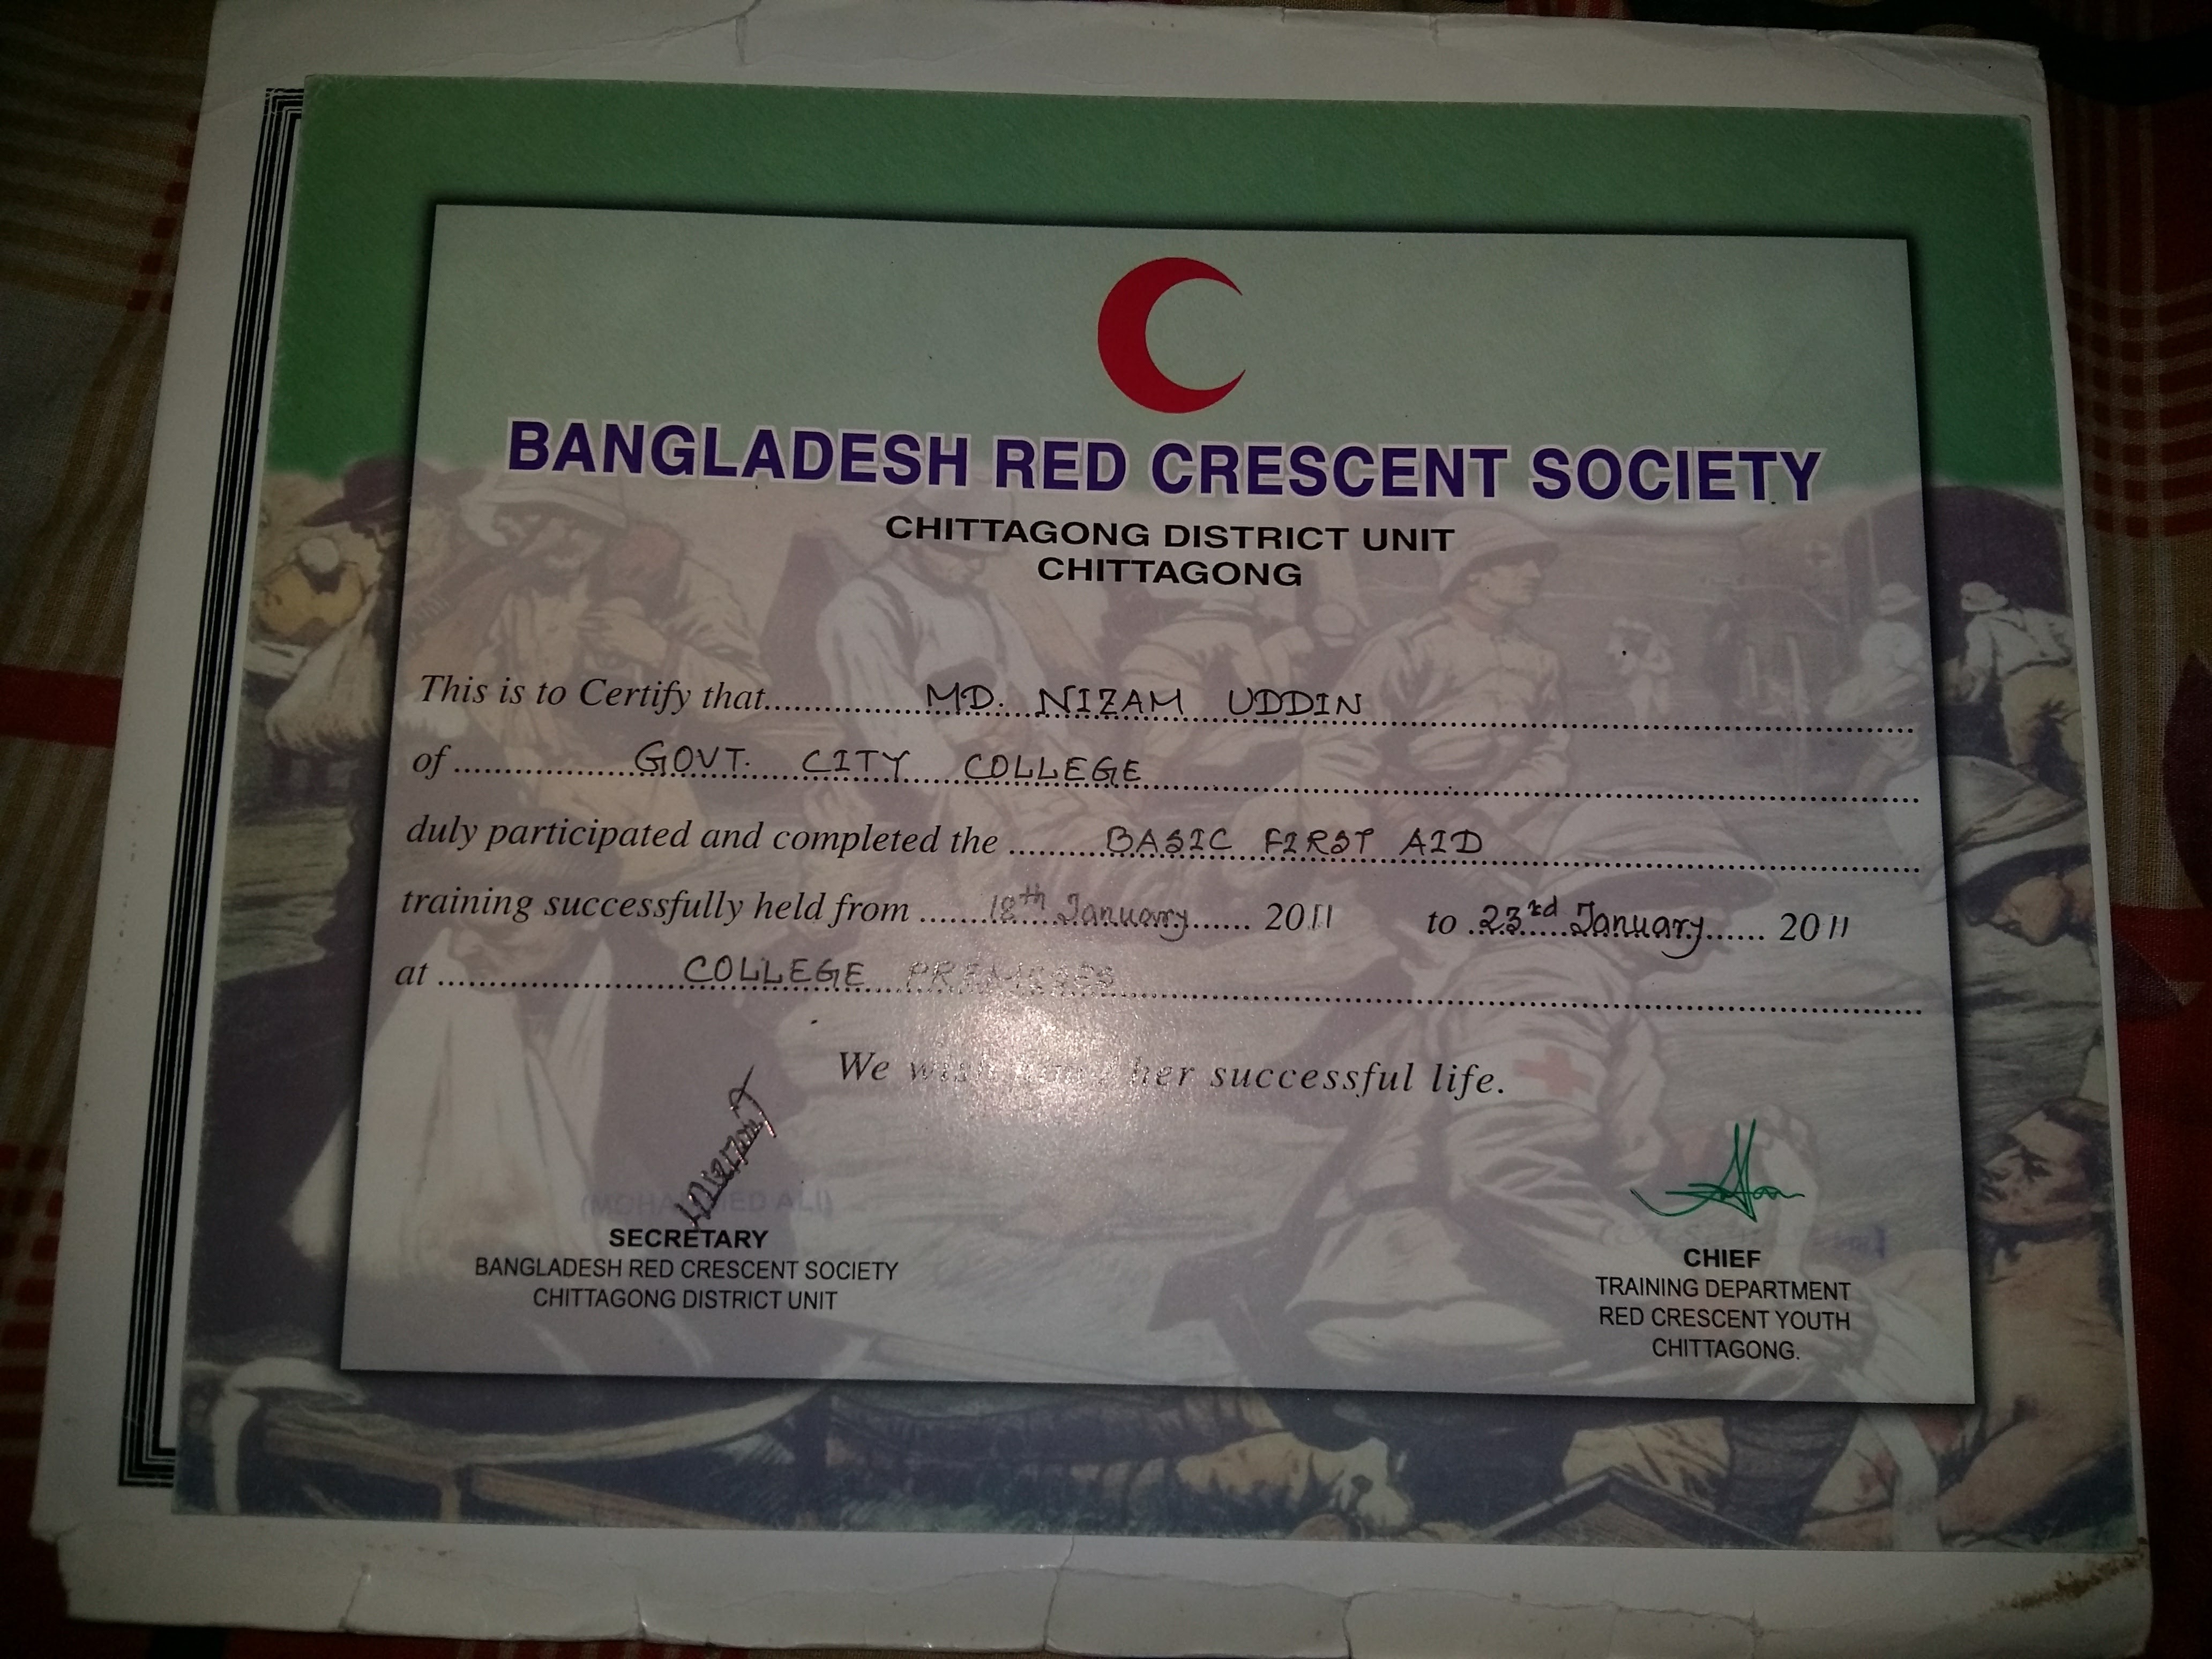 BANGLADESH RED CRESCENT SOCIETY
CHITTAGONG DISTRICT UNIT
CHITTAGONG
This is to Certify that MD. NIZAM UDDIN
of GOVT. CITY COLLEGE
duly participated and completed the BASIC FIRST AID
training successfully held from 18th January 2011 to 23rd January 2011
at COLLEGE PREMISES
We wish her successful life.
(MOHAMMED ALI)
SECRETARY
BANGLADESH RED CRESCENT SOCIETY
CHITTAGONG DISTRICT UNIT
CHIEF
TRAINING DEPARTMENT
RED CRESCENT YOUTH
CHITTAGONG.